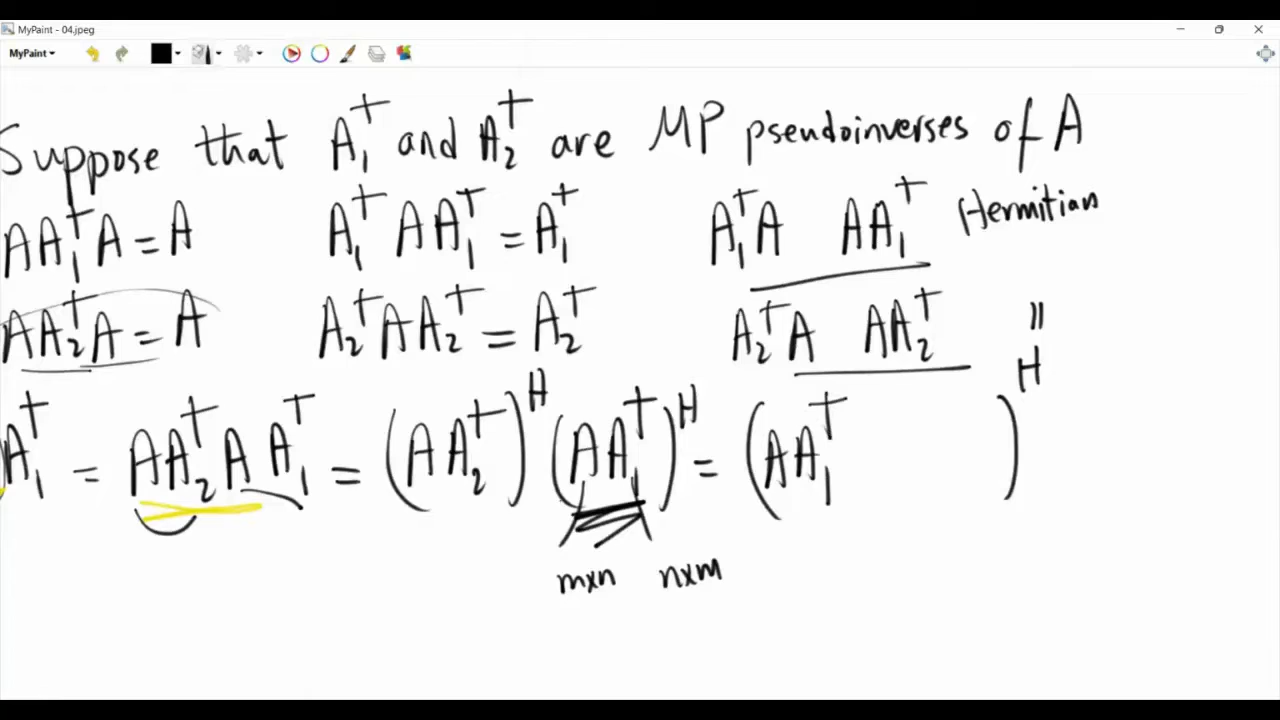 MyPaint - 04.jpeg
MyPaint
Suppose that A₁† and A₂† are MP pseudoinverses of A
AA₁†A = A A₁†AA₁† = A₁† A₁†A AA₁† Hermitian
AA₂†A = A A₂†AA₂† = A₂† A₂†A AA₂† "
A₁† = AA₂†AA₁† = (AA₂†)ᴴ(AA₁†)ᴴ = (AA₁† )ᴴ
mxn nxm